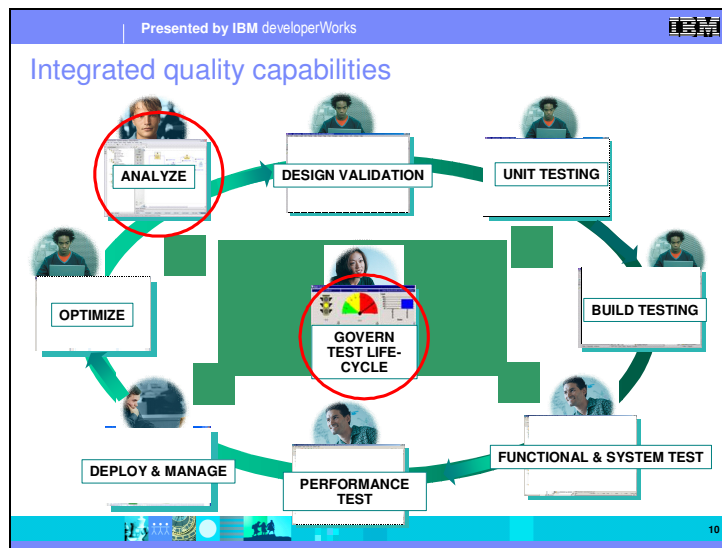 Presented by IBM developerWorks
IBM
Integrated quality capabilities
ANALYZE
DESIGN VALIDATION
UNIT TESTING
OPTIMIZE
GOVERN
TEST LIFE-
CYCLE
BUILD TESTING
DEPLOY & MANAGE
PERFORMANCE
TEST
FUNCTIONAL & SYSTEM TEST
10